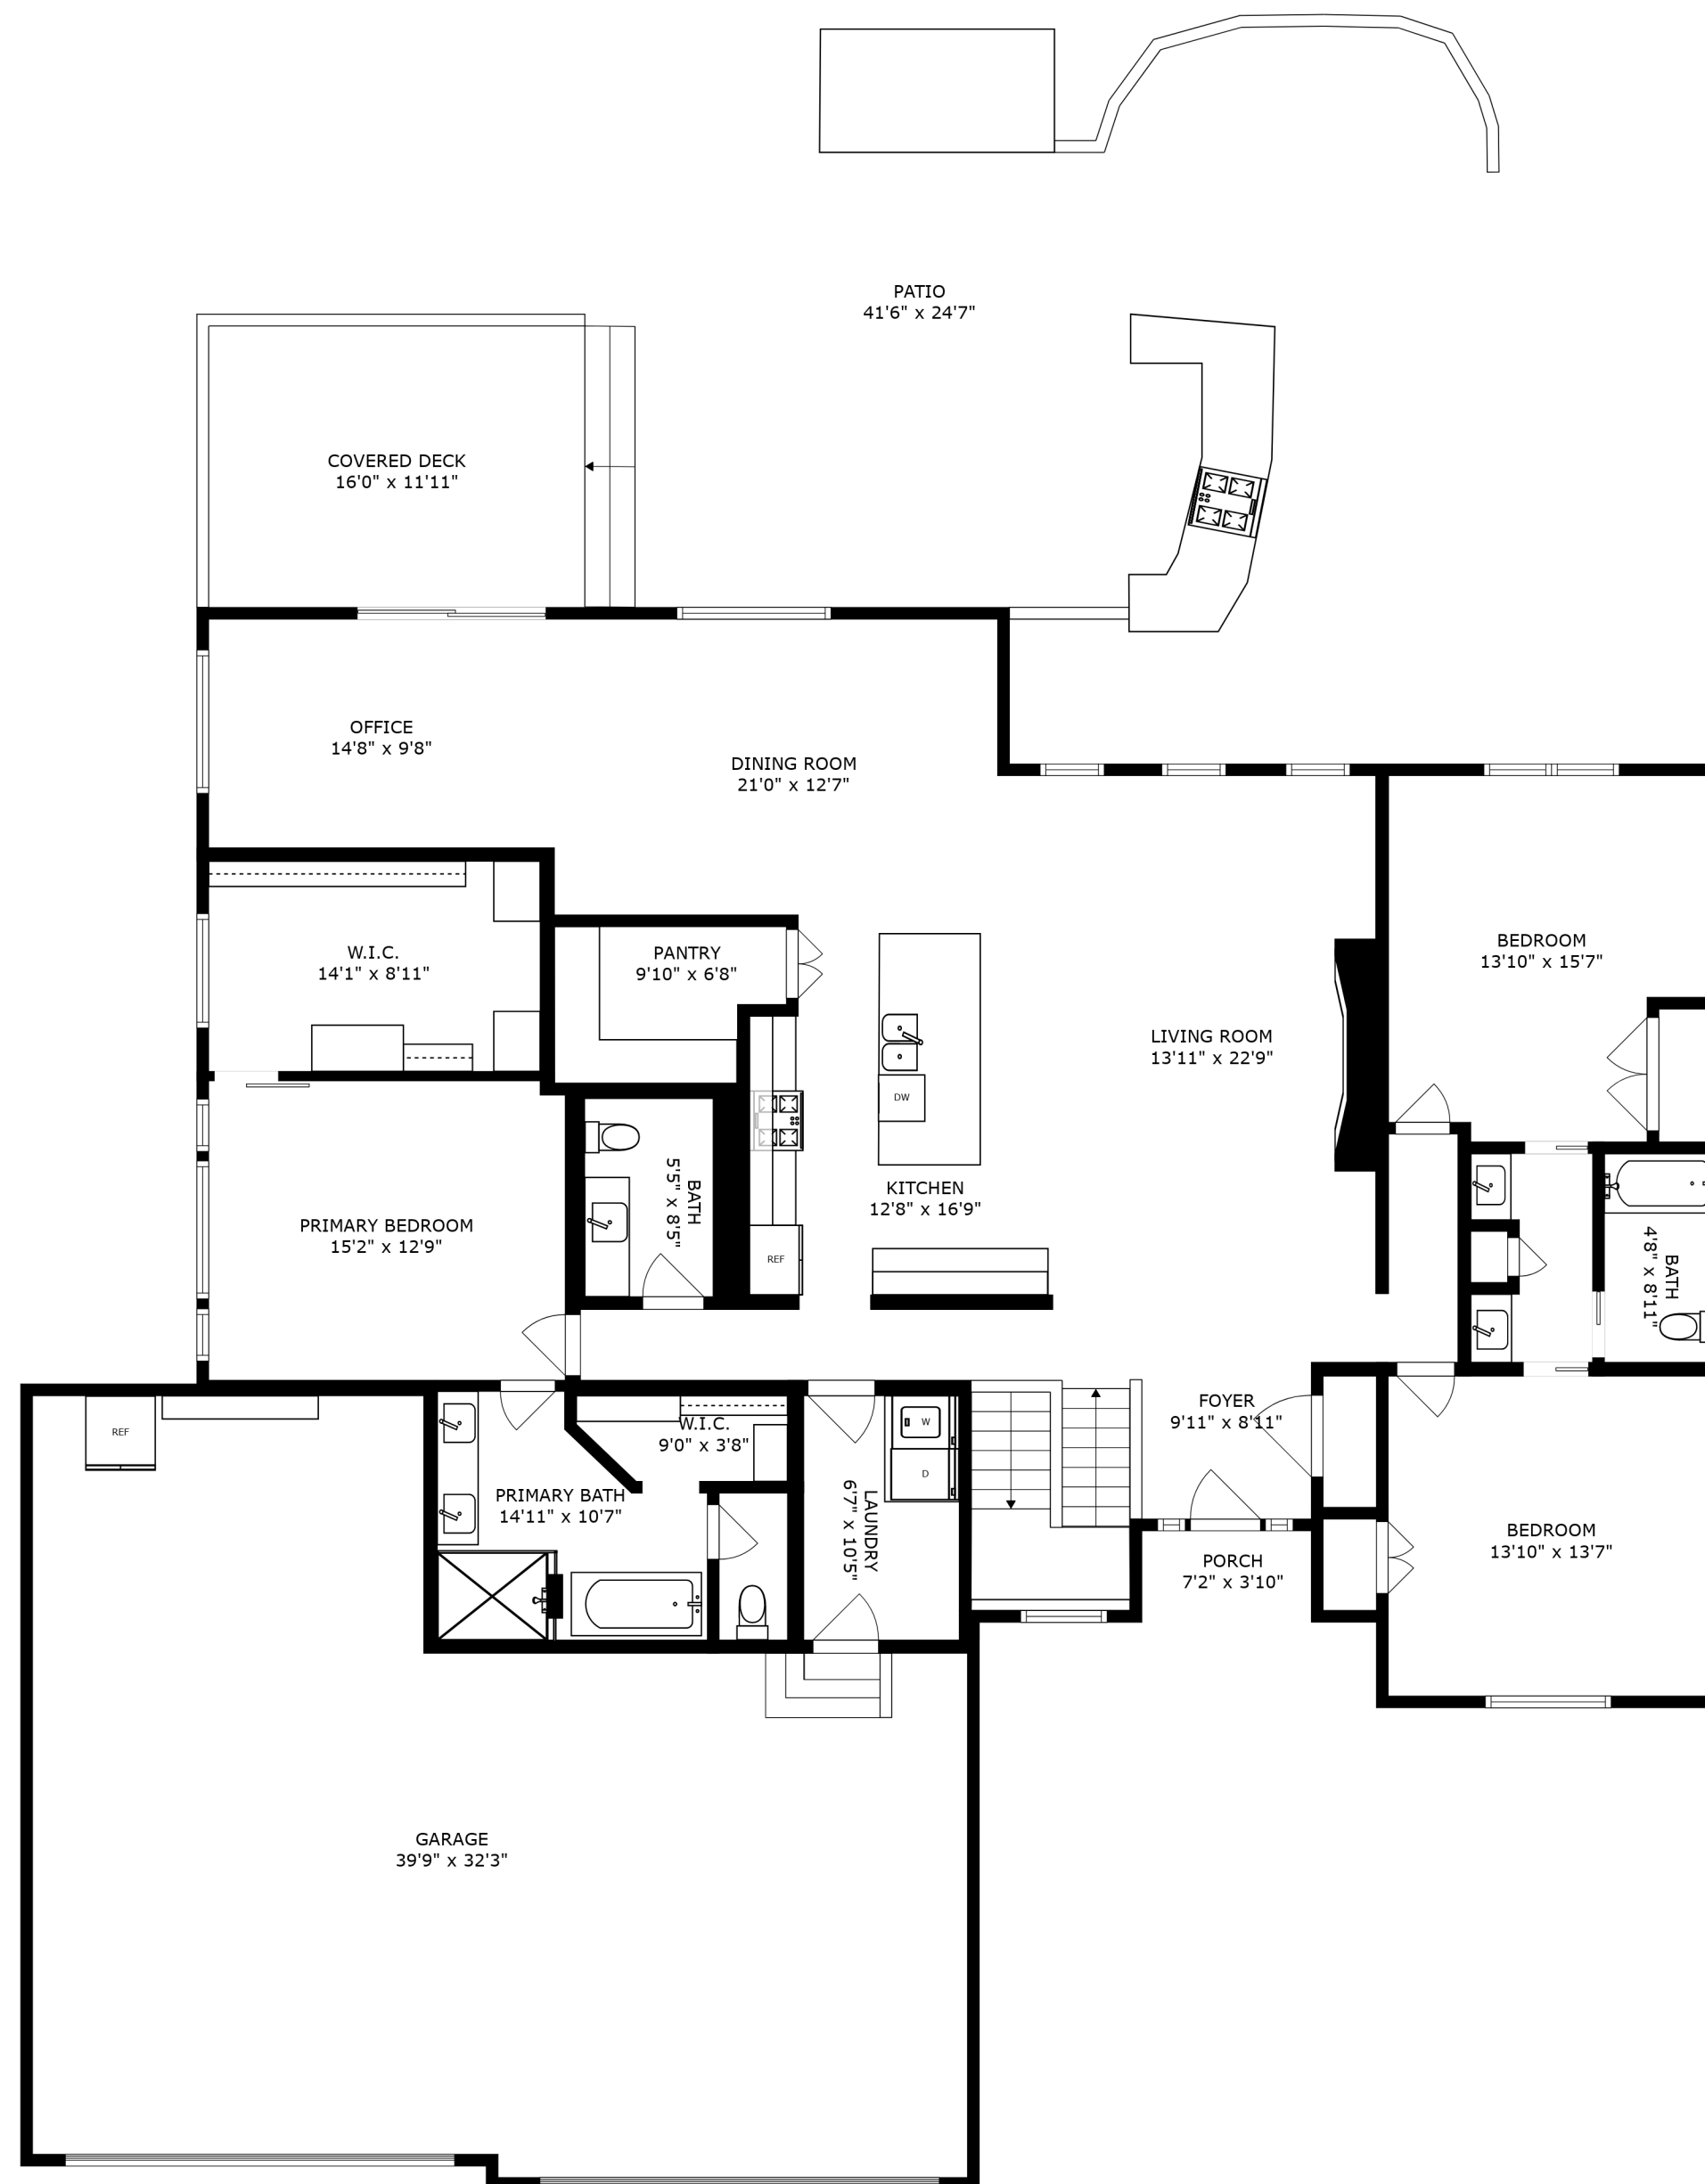 PATIO
41'6" x 24'7"
COVERED DECK
16'0" x 11'11"
OFFICE
14'8" x 9'8"
DINING ROOM
21'0" x 12'7"
W.I.C.
14'1" x 8'11"
PANTRY
9'10" x 6'8"
BEDROOM
13'10" x 15'7"
LIVING ROOM
13'11" x 22'9"
DW
PRIMARY BEDROOM
15'2" x 12'9"
BATH
5'5" x 8'5"
KITCHEN
12'8" x 16'9"
REF
BATH
4'8" x 8'11"
REF
W.I.C.
9'0" x 3'8"
W
D
FOYER
9'11" x 8'11"
PRIMARY BATH
14'11" x 10'7"
LAUNDRY
6'7" x 10'5"
PORCH
7'2" x 3'10"
BEDROOM
13'10" x 13'7"
GARAGE
39'9" x 32'3"